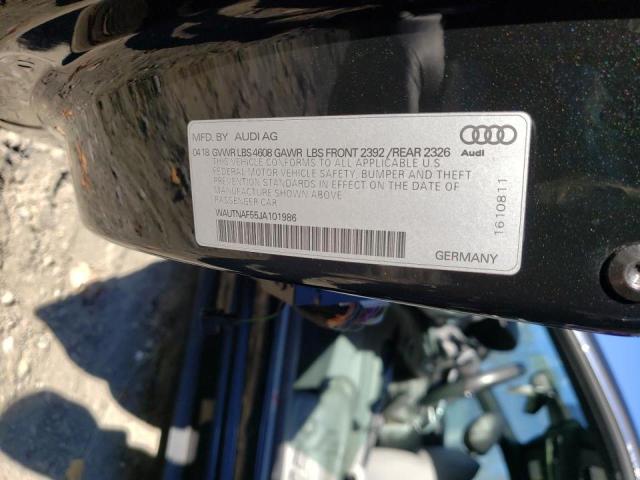 MFD. BY AUDI AG
04 18 GVWR LBS 4608 GAWR LBS FRONT 2392 /REAR 2326
THIS VEHICLE CONFORMS TO ALL APPLICABLE U.S.
FEDERAL MOTOR VEHICLE SAFETY, BUMPER AND THEFT
PREVENTION STANDARDS IN EFFECT ON THE DATE OF
MANUFACTURE SHOWN ABOVE
PASSENGER CAR
WAUTNAF55JA101986
Audi
1610811
GERMANY